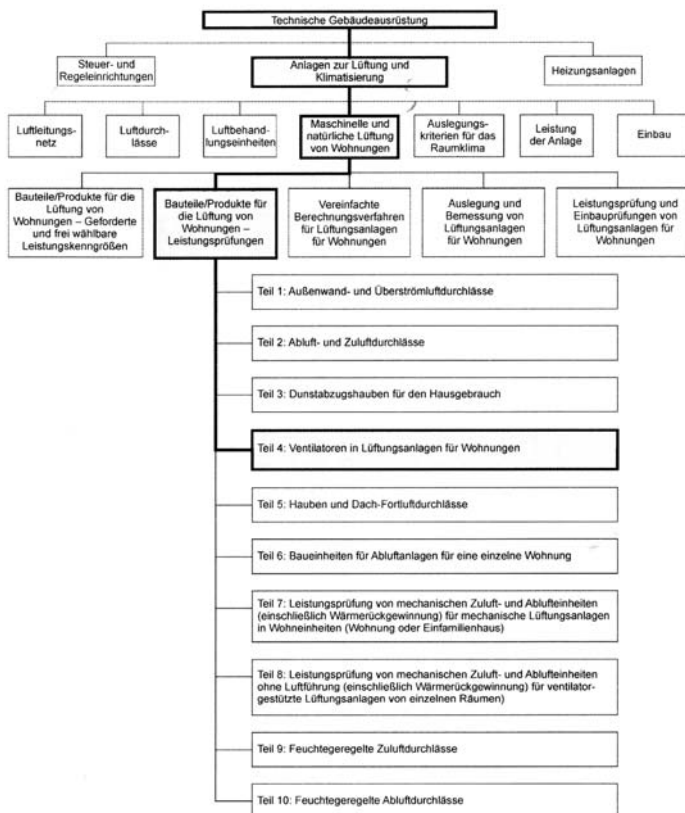 Technische Gebäudeausrüstung
Steuer- und
Regeleinrichtungen
Anlagen zur Lüftung und
Klimatisierung
Heizungsanlagen
Luftleitungs-
netz
Luftdurch-
lässe
Luftbehand-
lungseinheiten
Maschinelle und
natürliche Lüftung
von Wohnungen
Auslegungs-
kriterien für das
Raumklima
Leistung
der Anlage
Einbau
Bauteile/Produkte für die
Lüftung von
Wohnungen – Geforderte
und frei wählbare
Leistungskenngrößen
Bauteile/Produkte für
die Lüftung von
Wohnungen –
Leistungsprüfungen
Vereinfachte
Berechnungsverfahren
für Lüftungsanlagen
für Wohnungen
Auslegung und
Bemessung von
Lüftungsanlagen
für Wohnungen
Leistungsprüfung und
Einbauprüfungen von
Lüftungsanlagen für
Wohnungen
Teil 1: Außenwand- und Überströmluftdurchlässe
Teil 2: Abluft- und Zuluftdurchlässe
Teil 3: Dunstabzugshauben für den Hausgebrauch
Teil 4: Ventilatoren in Lüftungsanlagen für Wohnungen
Teil 5: Hauben und Dach-Fortluftdurchlässe
Teil 6: Baueinheiten für Abluftanlagen für eine einzelne Wohnung
Teil 7: Leistungsprüfung von mechanischen Zuluft- und Ablufteinheiten
(einschließlich Wärmerückgewinnung) für mechanische Lüftungsanlagen
in Wohneinheiten (Wohnung oder Einfamilienhaus)
Teil 8: Leistungsprüfung von mechanischen Zuluft- und Ablufteinheiten
ohne Luftführung (einschließlich Wärmerückgewinnung) für ventilator-
gestützte Lüftungsanlagen von einzelnen Räumen)
Teil 9: Feuchtegeregelte Zuluftdurchlässe
Teil 10: Feuchtegeregelte Abluftdurchlässe